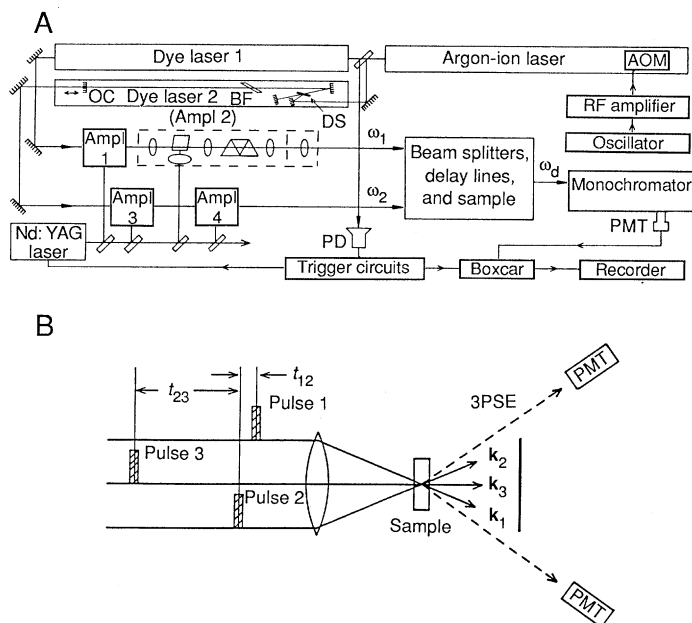 A
Dye laser 1
Argon-ion laser
AOM
OC Dye laser 2 BF
DS
(Ampl 2)
RF amplifier
Oscillator
Ampl
1
ω1
Beam splitters,
delay lines,
and sample
ωd
Monochromator
Ampl
3
Ampl
4
ω2
PMT
Nd: YAG
laser
PD
Trigger circuits
Boxcar
Recorder
B
t23
t12
Pulse 1
Pulse 3
Pulse 2
3PSE
PMT
k2
k3
k1
Sample
PMT